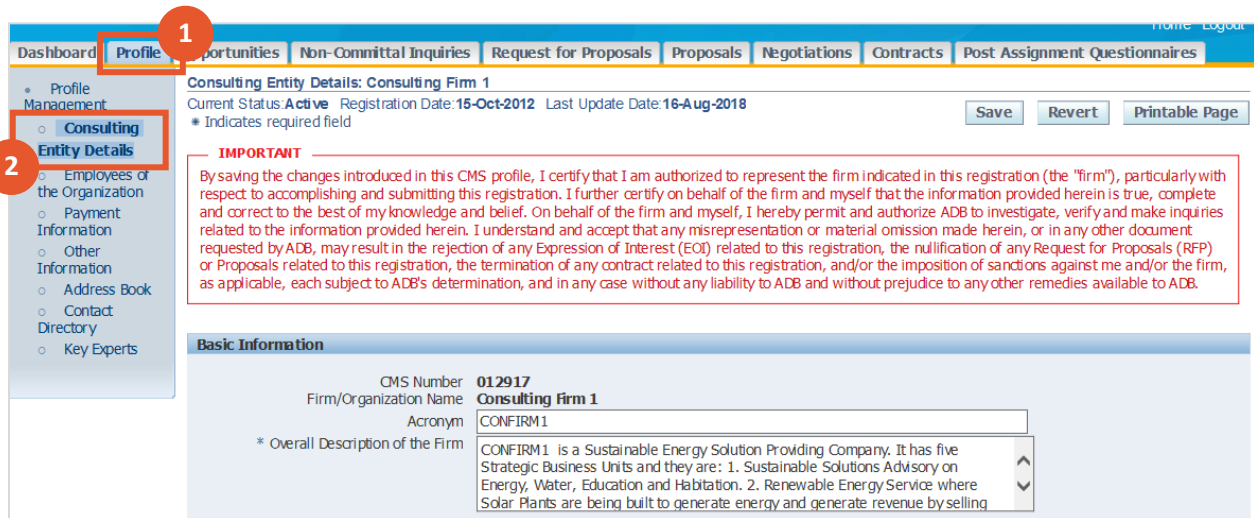 Home Logout
1
Dashboard Profile portunities Non-Committal Inquiries Request for Proposals Proposals Negotiations Contracts Post Assignment Questionnaires
Profile
Management
Consulting
Entity Details
2
Employees of
the Organization
Payment
Information
Other
Information
Address Book
Contact
Directory
Key Experts
Consulting Entity Details: Consulting Firm 1
Current Status:Active Registration Date:15-Oct-2012 Last Update Date:16-Aug-2018
* Indicates required field
Save Revert Printable Page
IMPORTANT
By saving the changes introduced in this CMS profile, I certify that I am authorized to represent the firm indicated in this registration (the "firm"), particularly with
respect to accomplishing and submitting this registration. I further certify on behalf of the firm and myself that the information provided herein is true, complete
and correct to the best of my knowledge and belief. On behalf of the firm and myself, I hereby permit and authorize ADB to investigate, verify and make inquiries
related to the information provided herein. I understand and accept that any misrepresentation or material omission made herein, or in any other document
requested by ADB, may result in the rejection of any Expression of Interest (EOI) related to this registration, the nullification of any Request for Proposals (RFP)
or Proposals related to this registration, the termination of any contract related to this registration, and/or the imposition of sanctions against me and/or the firm,
as applicable, each subject to ADB's determination, and in any case without any liability to ADB and without prejudice to any other remedies available to ADB.
Basic Information
CMS Number 012917
Firm/Organization Name Consulting Firm 1
Acronym CONFIRM1
* Overall Description of the Firm CONFIRM1 is a Sustainable Energy Solution Providing Company. It has five
Strategic Business Units and they are: 1. Sustainable Solutions Advisory on
Energy, Water, Education and Habitation. 2. Renewable Energy Service where
Solar Plants are being built to generate energy and generate revenue by selling